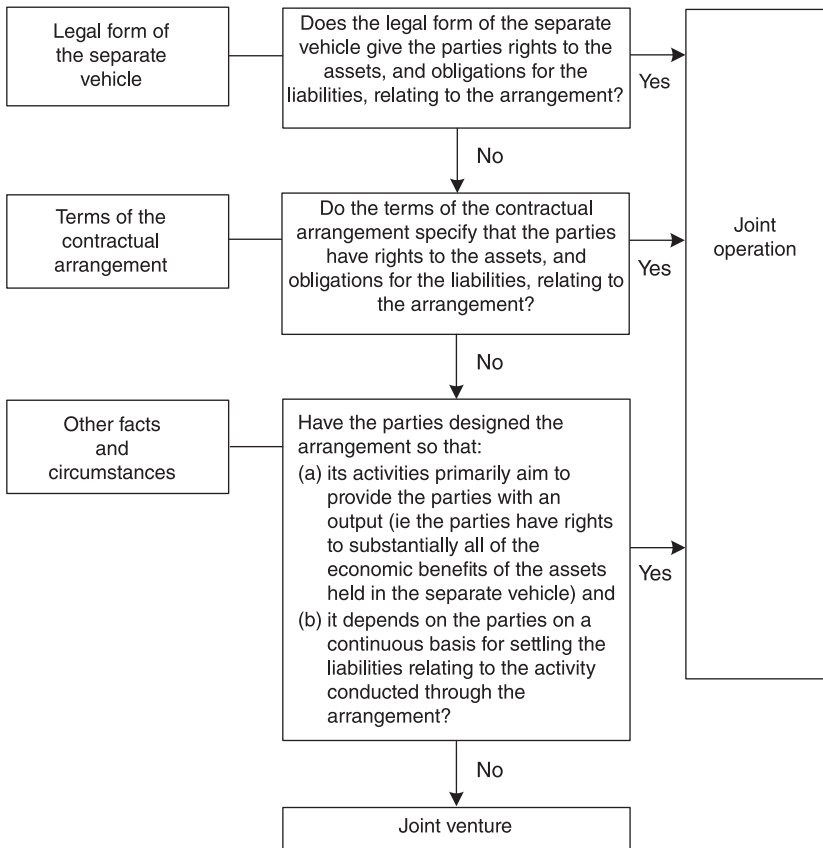 Legal form of
the separate
vehicle
Does the legal form of the separate
vehicle give the parties rights to the
assets, and obligations for the
liabilities, relating to the arrangement?
Yes
No
Terms of the
contractual
arrangement
Do the terms of the contractual
arrangement specify that the parties
have rights to the assets, and
obligations for the liabilities, relating to
the arrangement?
Yes
Joint
operation
No
Other facts
and
circumstances
Have the parties designed the
arrangement so that:
(a) its activities primarily aim to
provide the parties with an
output (ie the parties have rights
to substantially all of the
economic benefits of the assets
held in the separate vehicle) and
(b) it depends on the parties on a
continuous basis for settling the
liabilities relating to the activity
conducted through the
arrangement?
Yes
No
Joint venture